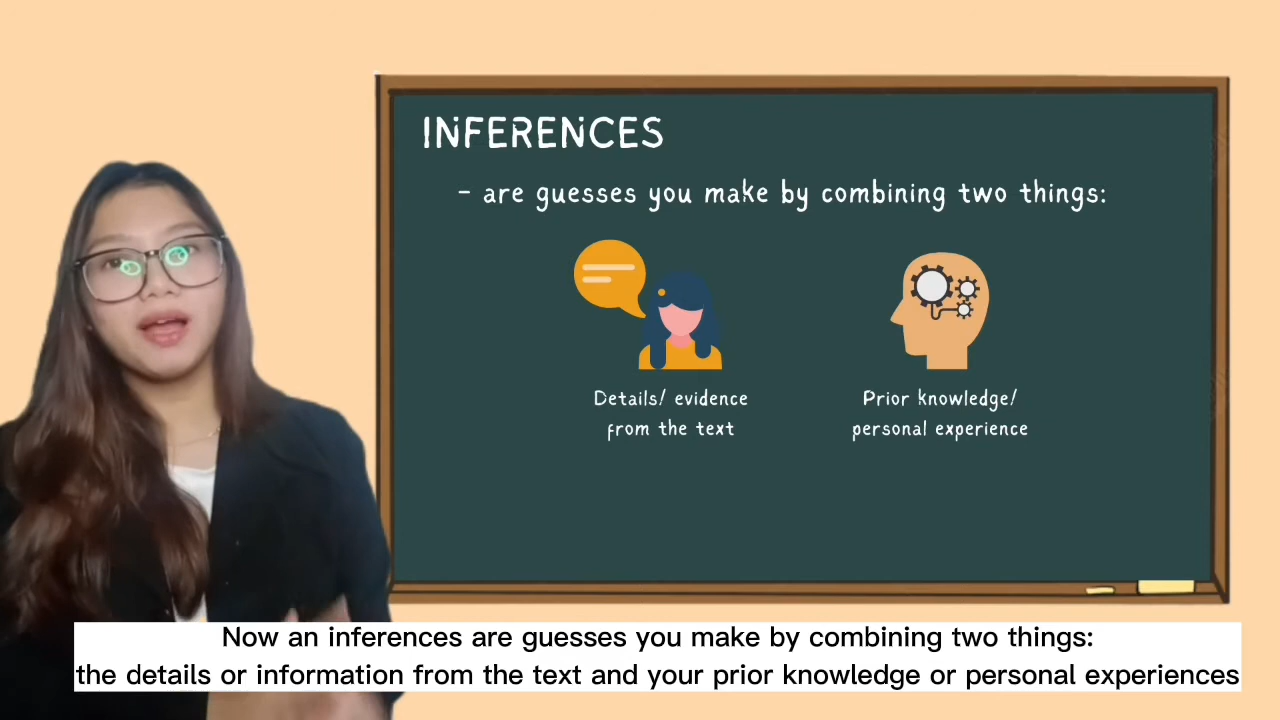 INFERENCES
- are guesses you make by combining two things:
Details/ evidence
from the text
Prior knowledge/
personal experience
Now an inferences are guesses you make by combining two things:
the details or information from the text and your prior knowledge or personal experiences